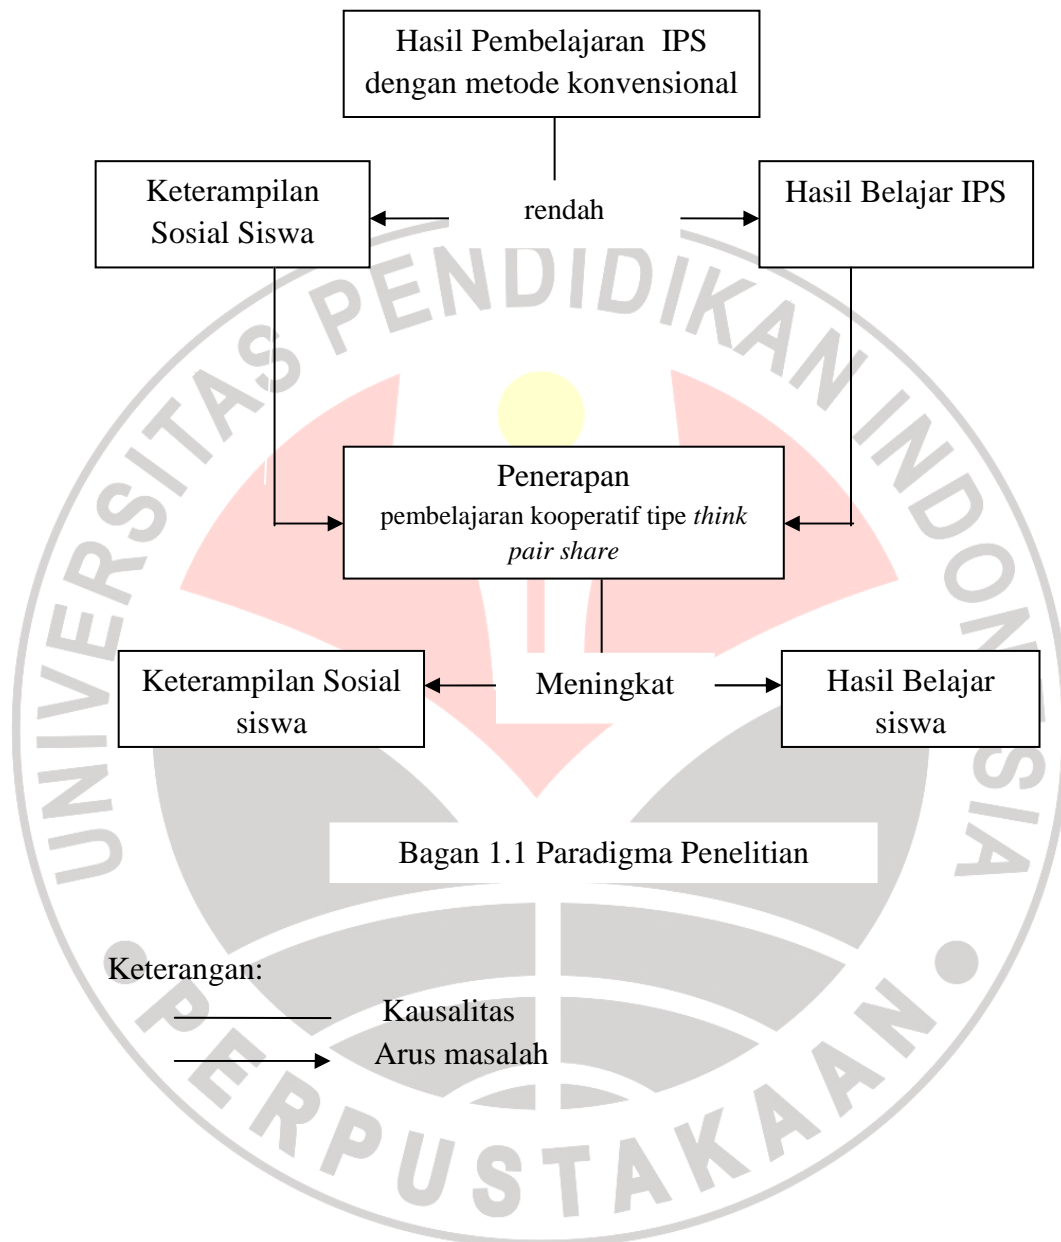 Hasil Pembelajaran IPS
dengan metode konvensional
Keterampilan
Sosial Siswa
rendah
Hasil Belajar IPS
Penerapan
pembelajaran kooperatif tipe think
pair share
Keterampilan Sosial
siswa
Meningkat
Hasil Belajar
siswa
Bagan 1.1 Paradigma Penelitian
Keterangan:
Kausalitas
Arus masalah
UNIVERSITAS PENDIDIKAN INDONESIA
PERPUSTAKAAN